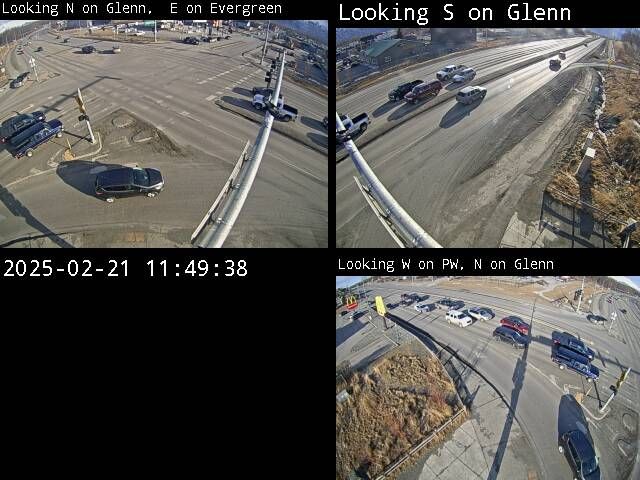 Looking N on Glenn,  E on Evergreen
Looking S on Glenn
2025-02-21 11:49:38
Looking W on PW, N on Glenn